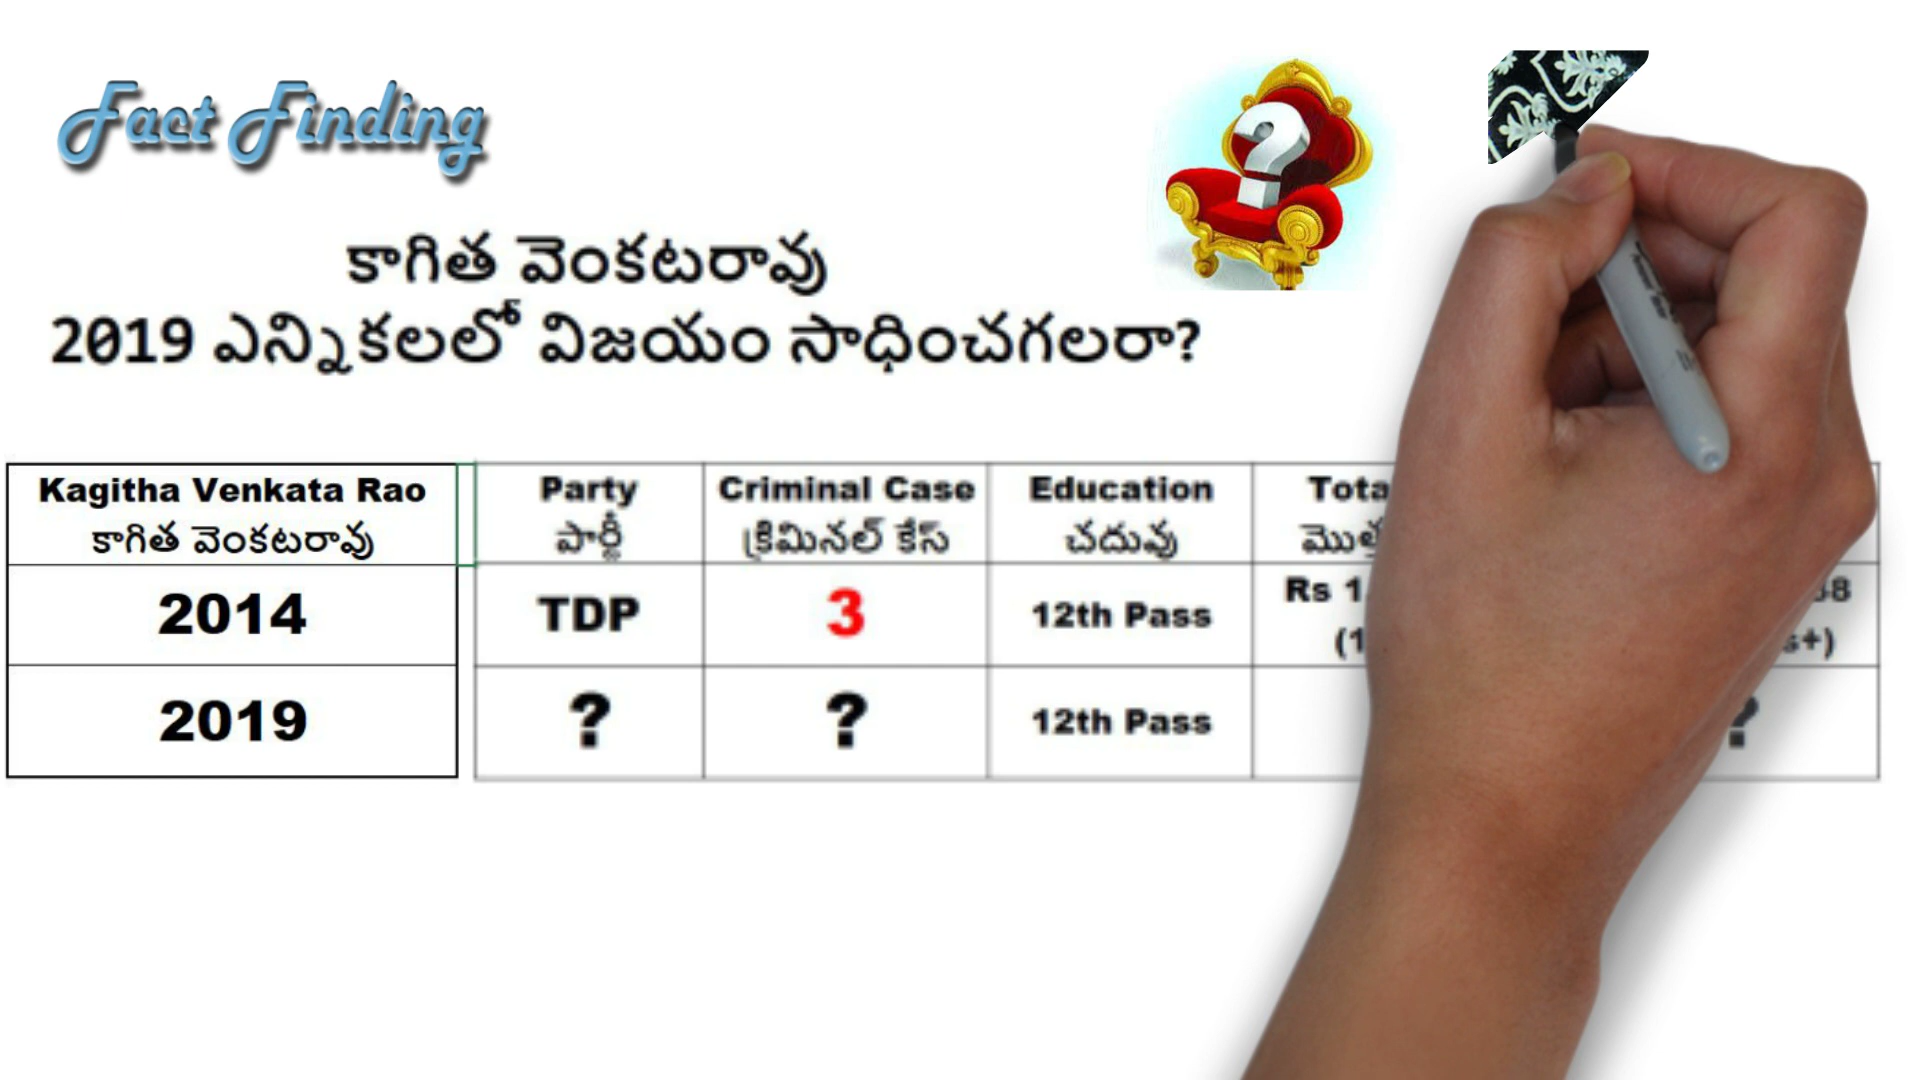 Fact Finding
కాగిత వెంకటరావు
2019 ఎన్నికలలో విజయం సాధించగలరా?
Kagitha Venkata Rao Party Criminal Case Education
కాగిత వెంకటరావు పార్టీ క్రిమినల్ కేస్ చదువు
2014 TDP 3 12th Pass Rs
2019 ? ? 12th Pass ?